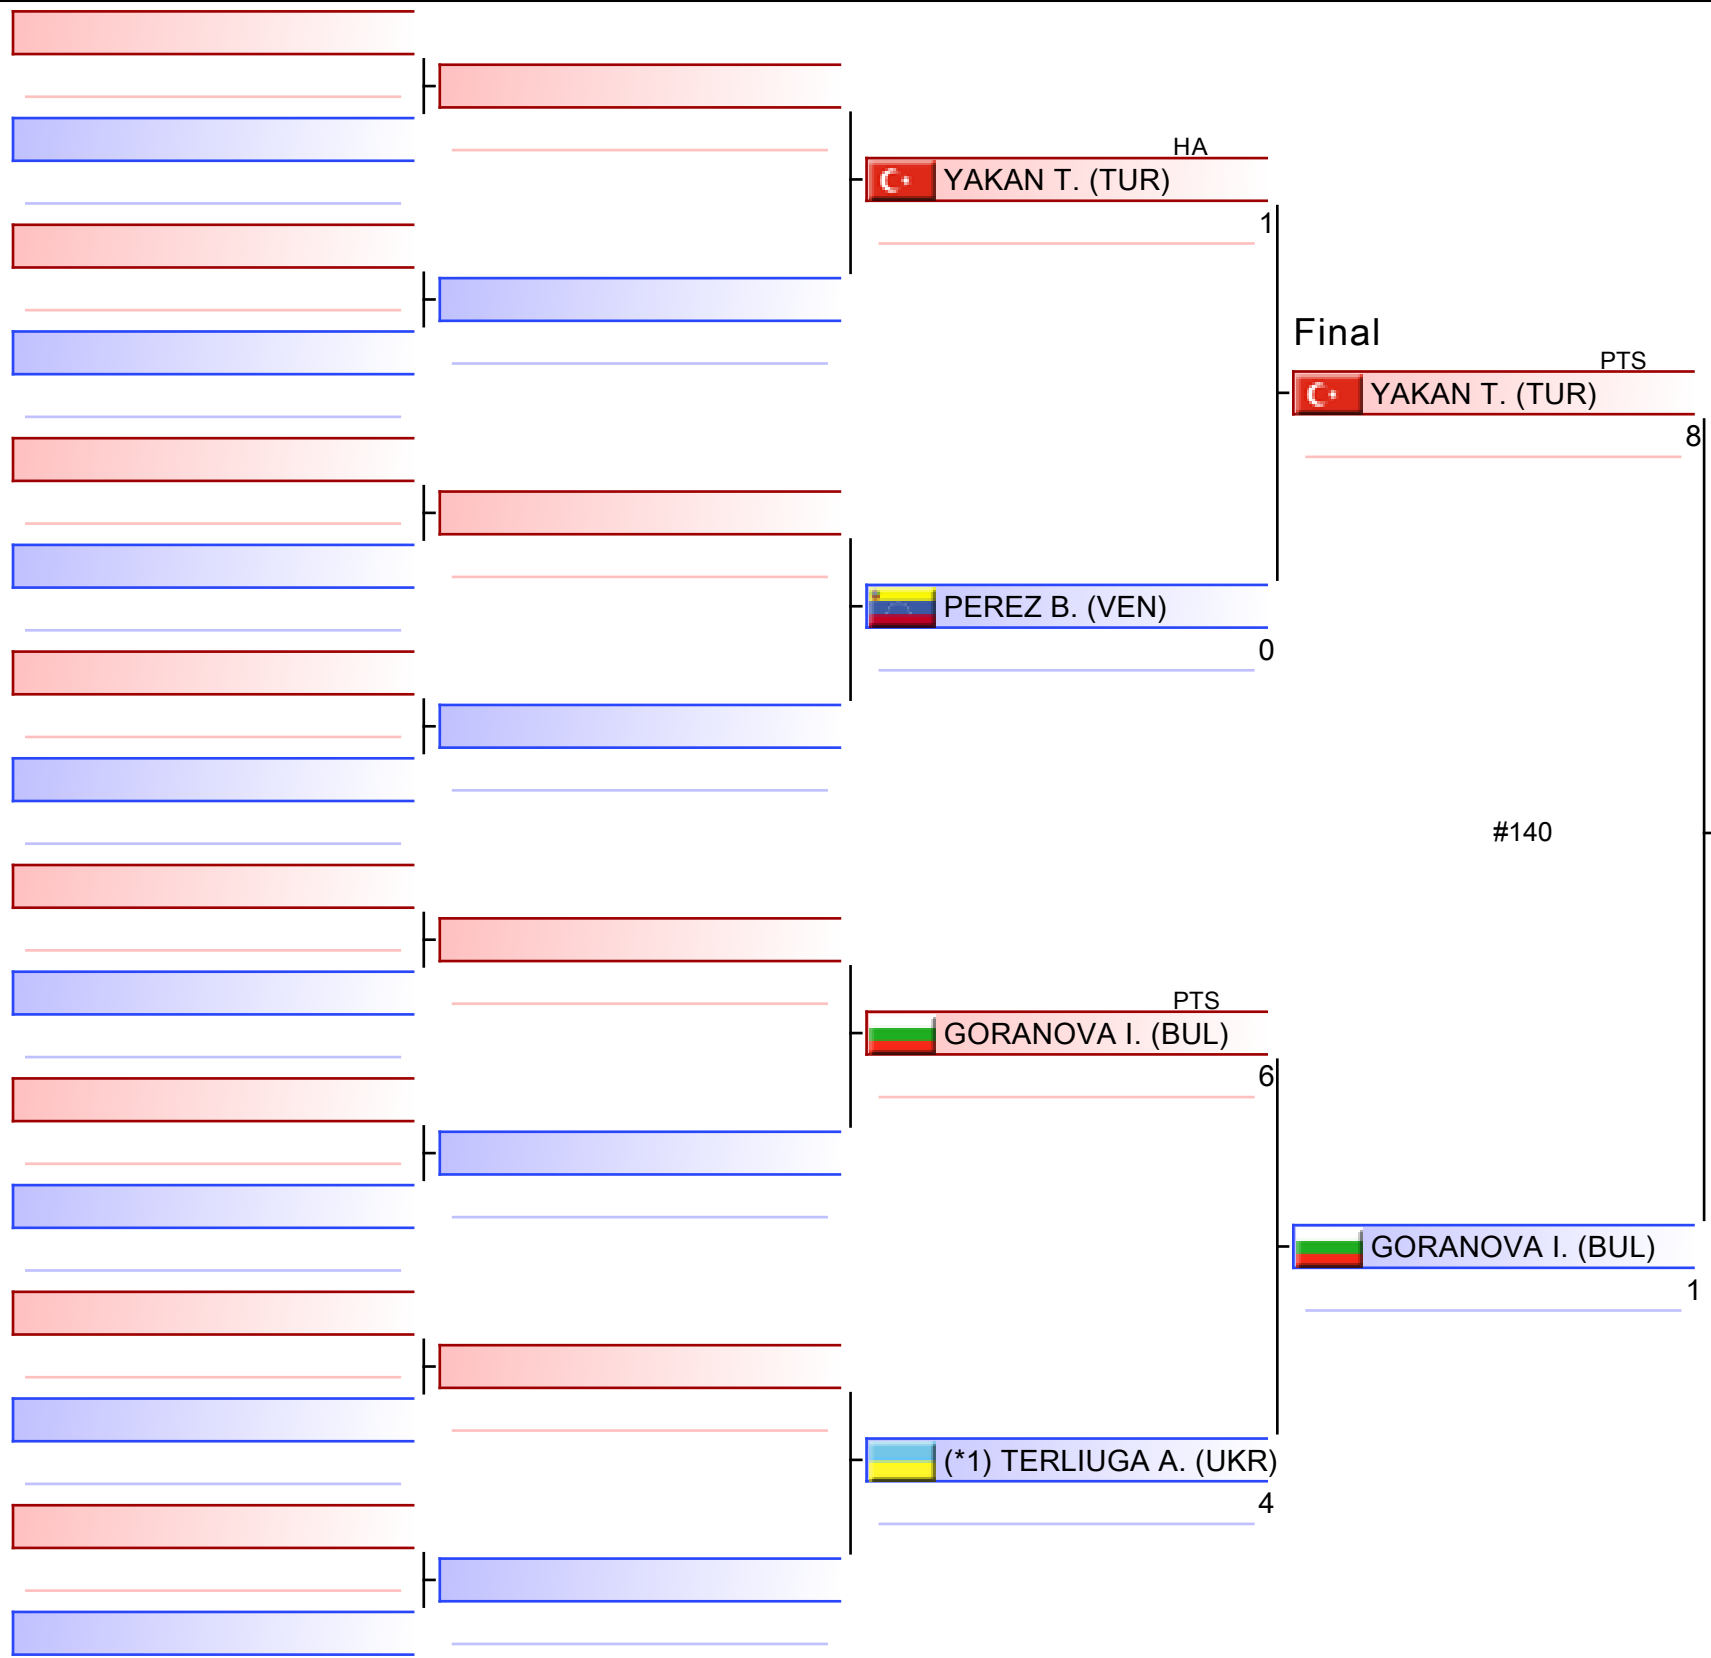 HA
YAKAN T. (TUR)
1
Final
PTS
YAKAN T. (TUR)
8
PEREZ B. (VEN)
0
#140
PTS
GORANOVA I. (BUL)
6
GORANOVA I. (BUL)
1
(*1) TERLIUGA A. (UKR)
4